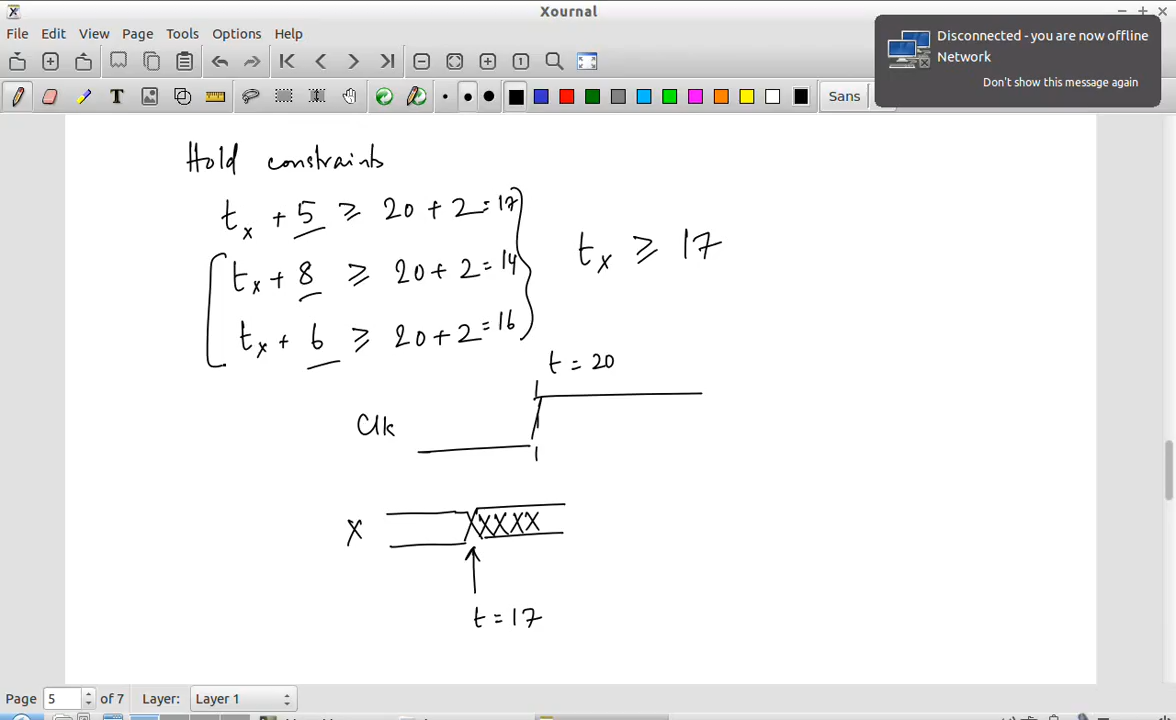 Xournal
File Edit View Page Tools Options Help
Disconnected - you are now offline
Network
Don't show this message again
Sans
Hold constraints
tx + 5 ≥ 20 + 2 = 17
tx + 8 ≥ 20 + 2 = 14
tx + 6 ≥ 20 + 2 = 16
tx ≥ 17
t = 20
Clk
X XXXXX
t = 17
Page 5 of 7 Layer: Layer 1